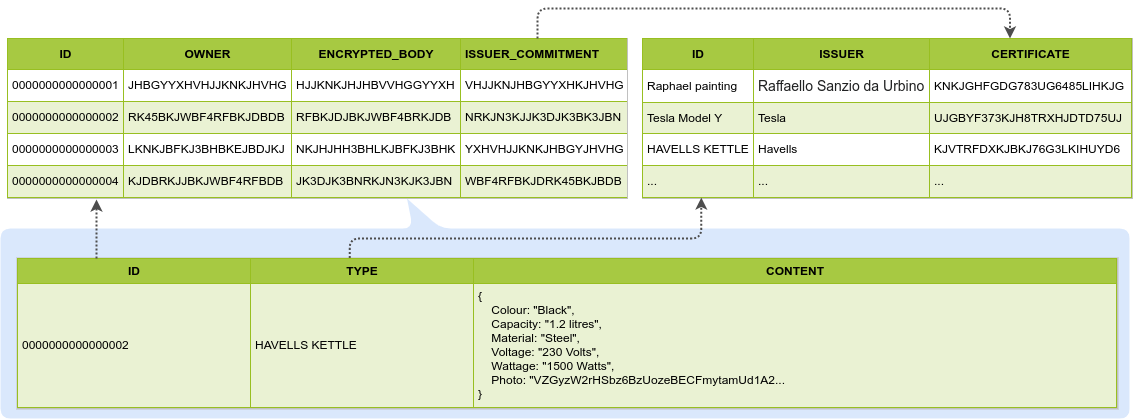 ID OWNER ENCRYPTED_BODY ISSUER_COMMITMENT
0000000000000001 JHBGYYXHVHJJKNKJHVHG HJJKNKJHJHBVVHGGYYXH VHJJKNJHBGYYXHKJHVHG
0000000000000002 RK45BKJWBF4RFBKJDBDB RFBKJDJBKJWBF4BRKJDB NRKJN3KJJK3DJK3BK3JBN
0000000000000003 LKNKJBFKJ3BHBKEJBDJKJ NKJHJHH3BHLKJBFKJ3BHK YXHVHJJKNKJHBGYJHVHG
0000000000000004 KJDBRKJJBKJWBF4RFBDB JK3DJK3BNRKJN3KJK3JBN WBF4RFBKJDRK45BKJBDB
ID ISSUER CERTIFICATE
Raphael painting Raffaello Sanzio da Urbino KNKJGHFGDG783UG6485LIHKJG
Tesla Model Y Tesla UJGBYF373KJH8TRXHJDTD75UJ
HAVELLS KETTLE Havells KJVTRFDXKJBKJ76G3LKIHUYD6
... ... ...
ID TYPE CONTENT
0000000000000002 HAVELLS KETTLE
{
Colour: "Black",
Capacity: "1.2 litres",
Material: "Steel",
Voltage: "230 Volts",
Wattage: "1500 Watts",
Photo: "VZGyzW2rHSbz6BzUozeBECFmytamUd1A2...
}